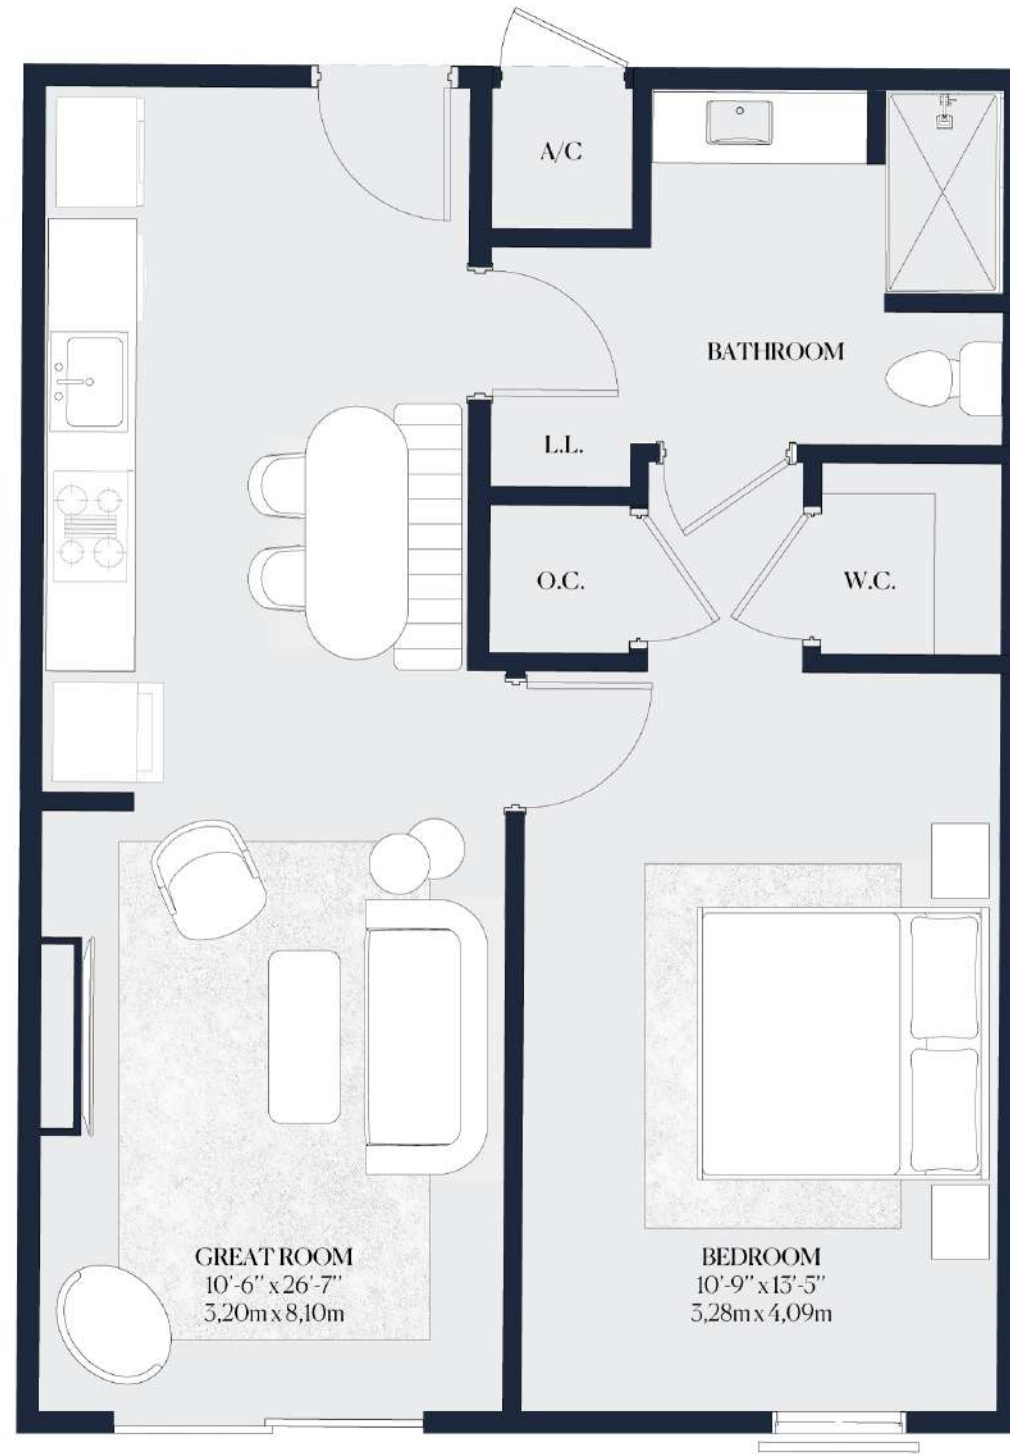 A/C
BATHROOM
L.L.
O.C.
W.C.
GREAT ROOM
10'-6'' x 26'-7''
3,20m x 8,10m
BEDROOM
10'-9'' x 13'-5''
3,28m x 4,09m